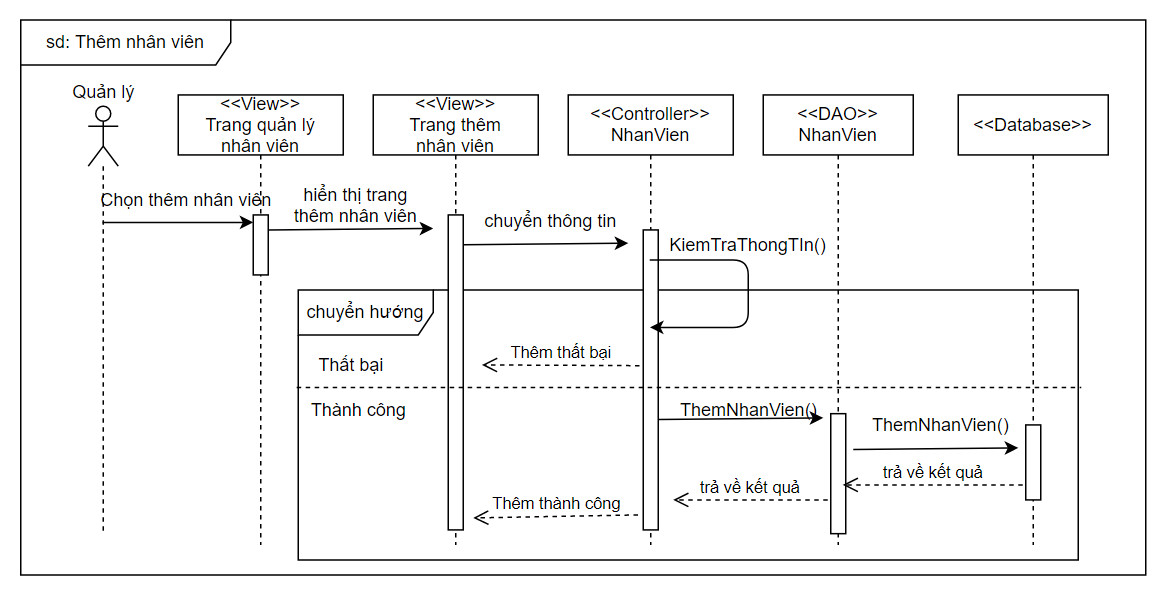 sd: Thêm nhân viên
Quản lý
<<View>>
Trang quản lý
nhân viên
<<View>>
Trang thêm
nhân viên
<<Controller>>
NhanVien
<<DAO>>
NhanVien
<<Database>>
Chọn thêm nhân viên
hiển thị trang
thêm nhân viên
chuyển thông tin
KiemTraThongTIn()
chuyển hướng
Thêm thất bại
Thất bại
Thành công
ThemNhanVien()
ThemNhanVien()
trả về kết quả
trả về kết quả
Thêm thành công